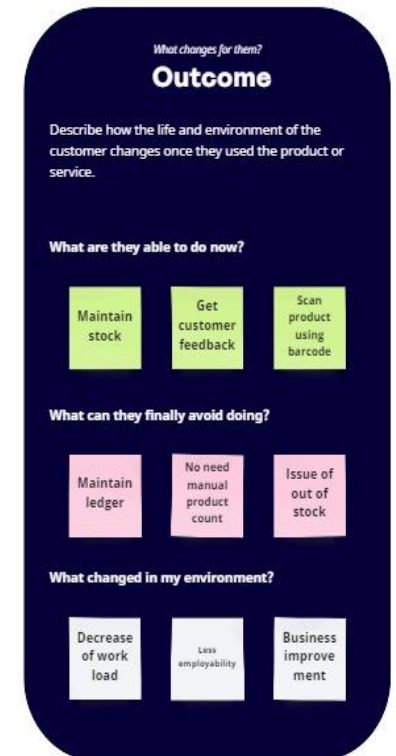 What changes for them?
Outcome
Describe how the life and environment of the
customer changes once they used the product or
service.
What are they able to do now?
Maintain
stock
Get
customer
feedback
Scan
product
using
barcode
What can they finally avoid doing?
Maintain
ledger
No need
manual
product
count
Issue of
out of
stock
What changed in my environment?
Decrease
of work
load
Less
employability
Business
improve
ment